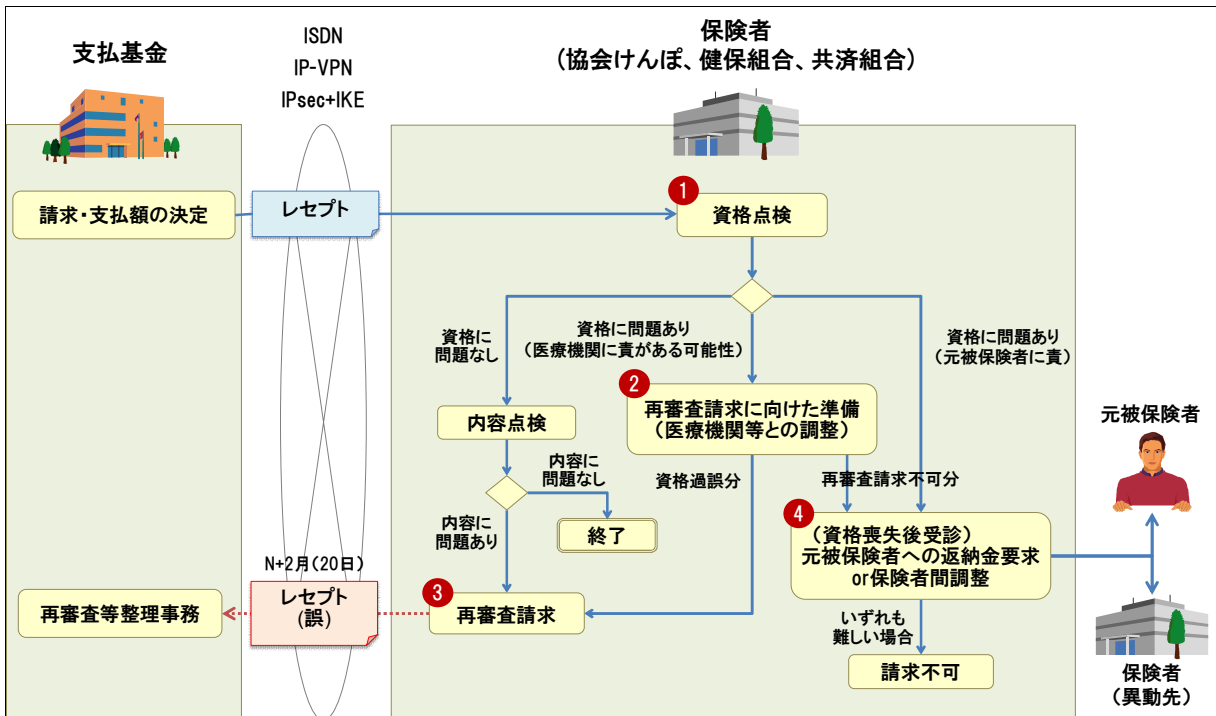 支払基金
ISDN
IP-VPN
IPsec+IKE
保険者
（協会けんぽ、健保組合、共済組合）
請求・支払額の決定
レセプト
1
資格点検
資格に
問題なし
資格に問題あり
（医療機関に責がある可能性）
資格に問題あり
（元被保険者に責）
2
再審査請求に向けた準備
（医療機関等との調整）
内容点検
元被保険者
内容に
問題なし
資格過誤分
再審査請求不可分
内容に
問題あり
終了
4
（資格喪失後受診）
元被保険者への返納金要求
or保険者間調整
N+2月（20日）
レセプト
（誤）
再審査等整理事務
3
再審査請求
いずれも
難しい場合
請求不可
保険者
（異動先）